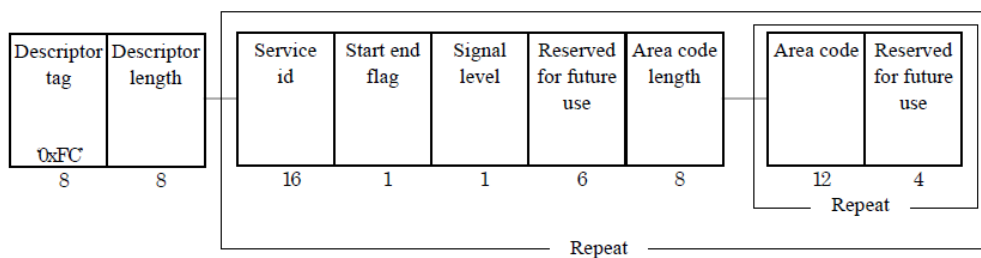 Descriptor
tag
'0xFC'
8
Descriptor
length
8
Service
id
16
Start end
flag
1
Signal
level
1
Reserved
for future
use
6
Area code
length
8
Area code
12
Reserved
for future
use
4
Repeat
Repeat